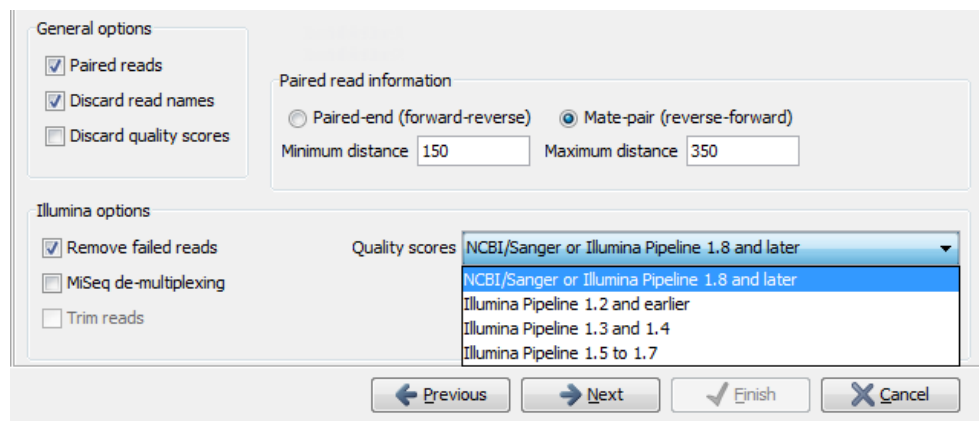 General options
Paired reads
Discard read names
Discard quality scores
Paired read information
Paired-end (forward-reverse) Mate-pair (reverse-forward)
Minimum distance 150 Maximum distance 350
Illumina options
Remove failed reads
MiSeq de-multiplexing
Trim reads
Quality scores NCBI/Sanger or Illumina Pipeline 1.8 and later
NCBI/Sanger or Illumina Pipeline 1.8 and later
Illumina Pipeline 1.2 and earlier
Illumina Pipeline 1.3 and 1.4
Illumina Pipeline 1.5 to 1.7
Previous Next Finish Cancel